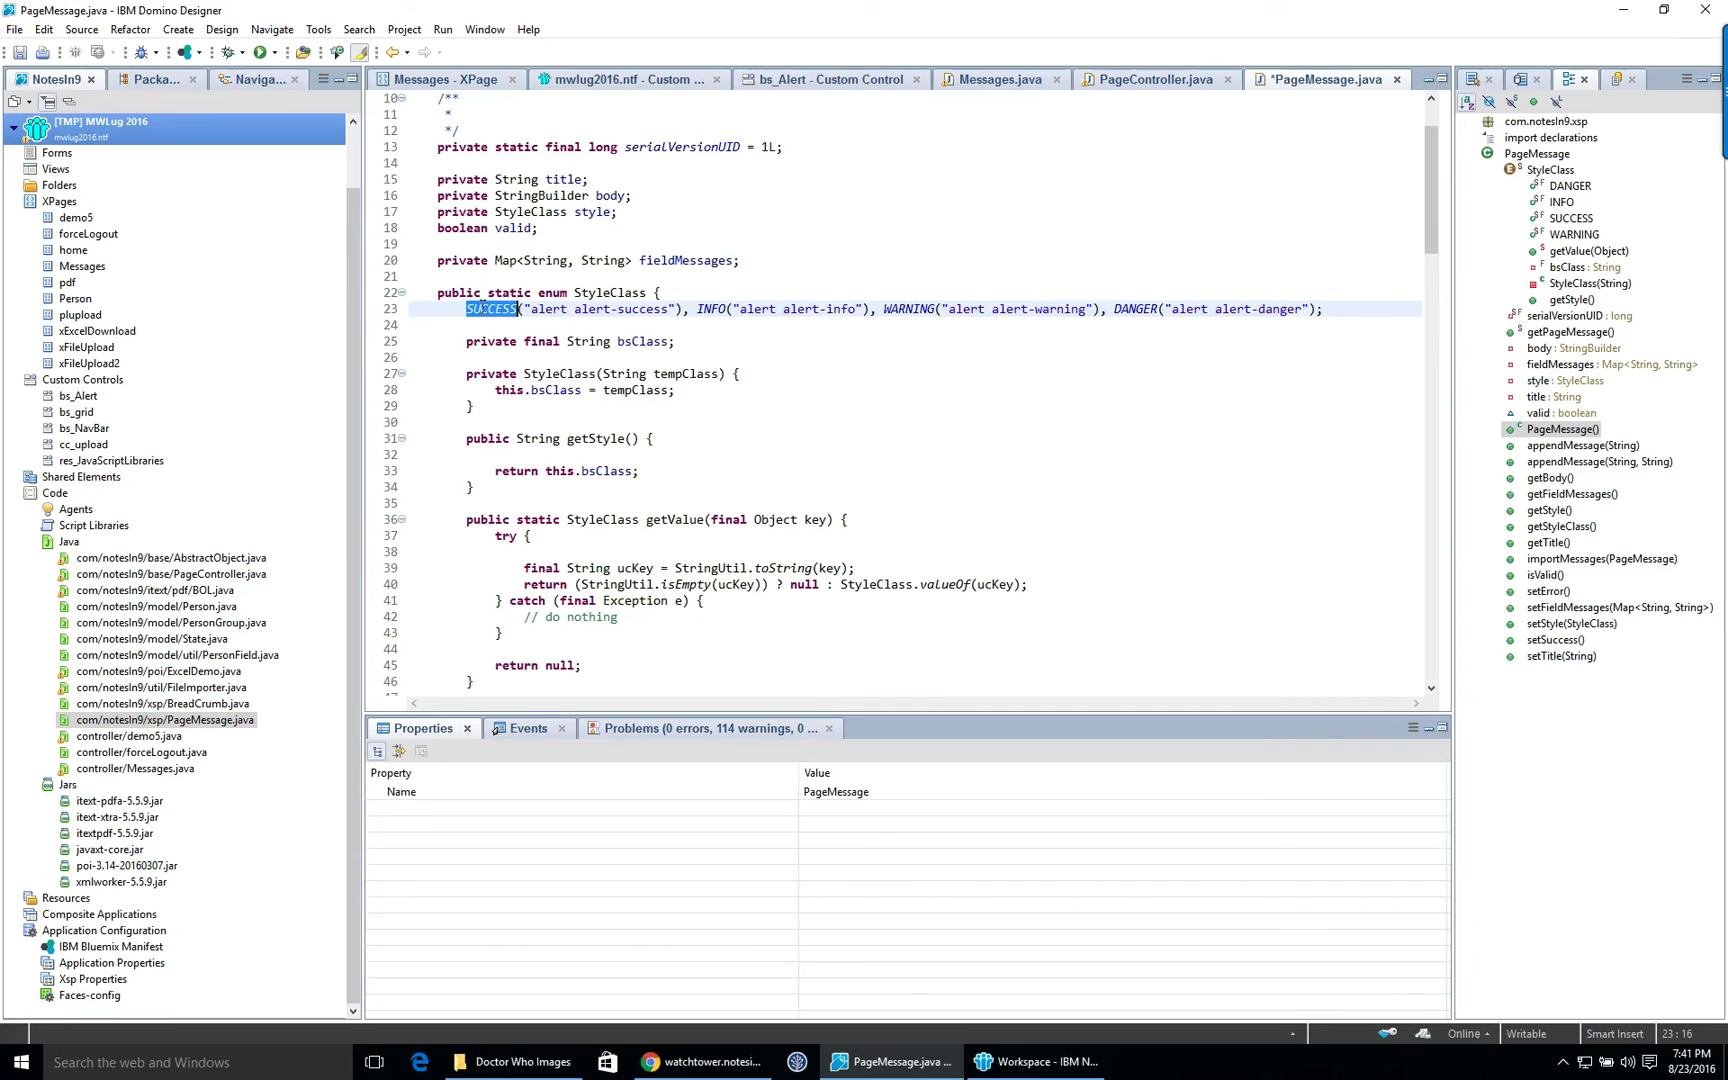 PageMessage.java - IBM Domino Designer
File Edit Source Refactor Create Design Navigate Tools Search Project Run Window Help
NotesIn9
Packa...
Naviga...
Messages - XPage
mwlug2016.ntf - Custom ...
bs_Alert - Custom Control
Messages.java
PageController.java
*PageMessage.java
[TMP] MWLug 2016
mwlug2016.ntf
Forms
Views
Folders
XPages
demo5
forceLogout
home
Messages
pdf
Person
plupload
xExcelDownload
xFileUpload
xFileUpload2
Custom Controls
bs_Alert
bs_grid
bs_NavBar
cc_upload
res_JavaScriptLibraries
Shared Elements
Code
Agents
Script Libraries
Java
com/notesIn9/base/AbstractObject.java
com/notesIn9/base/PageController.java
com/notesIn9/itext/pdf/BOL.java
com/notesIn9/model/Person.java
com/notesIn9/model/PersonGroup.java
com/notesIn9/model/State.java
com/notesIn9/model/util/PersonField.java
com/notesIn9/poi/ExcelDemo.java
com/notesIn9/util/FileImporter.java
com/notesIn9/xsp/BreadCrumb.java
com/notesIn9/xsp/PageMessage.java
controller/demo5.java
controller/forceLogout.java
controller/Messages.java
Jars
itext-pdfa-5.5.9.jar
itext-xtra-5.5.9.jar
itextpdf-5.5.9.jar
javaxt-core.jar
poi-3.14-20160307.jar
xmlworker-5.5.9.jar
Resources
Composite Applications
Application Configuration
IBM Bluemix Manifest
Application Properties
Xsp Properties
Faces-config
10 /**
11 *
12 */
13 private static final long serialVersionUID = 1L;
14
15 private String title;
16 private StringBuilder body;
17 private StyleClass style;
18 boolean valid;
19
20 private Map<String, String> fieldMessages;
21
22 public static enum StyleClass {
23 SUCCESS("alert alert-success"), INFO("alert alert-info"), WARNING("alert alert-warning"), DANGER("alert alert-danger");
24
25 private final String bsClass;
26
27 private StyleClass(String tempClass) {
28 this.bsClass = tempClass;
29 }
30
31 public String getStyle() {
32
33 return this.bsClass;
34 }
35
36 public static StyleClass getValue(final Object key) {
37 try {
38
39 final String ucKey = StringUtil.toString(key);
40 return (StringUtil.isEmpty(ucKey)) ? null : StyleClass.valueOf(ucKey);
41 } catch (final Exception e) {
42 // do nothing
43 }
44
45 return null;
46 }
com.notesIn9.xsp
import declarations
PageMessage
StyleClass
DANGER
INFO
SUCCESS
WARNING
getValue(Object)
bsClass : String
StyleClass(String)
getStyle()
serialVersionUID : long
getPageMessage()
body : StringBuilder
fieldMessages : Map<String, String>
style : StyleClass
title : String
valid : boolean
PageMessage()
appendMessage(String)
appendMessage(String, String)
getBody()
getFieldMessages()
getStyle()
getStyleClass()
getTitle()
importMessages(PageMessage)
isValid()
setError()
setFieldMessages(Map<String, String>)
setStyle(StyleClass)
setSuccess()
setTitle(String)
Properties
Events
Problems (0 errors, 114 warnings, 0 ...
Property Value
Name PageMessage
Online Writable Smart Insert 23 : 16
Search the web and Windows
Doctor Who Images
watchtower.notesi...
PageMessage.java ...
Workspace - IBM N...
7:41 PM
8/23/2016